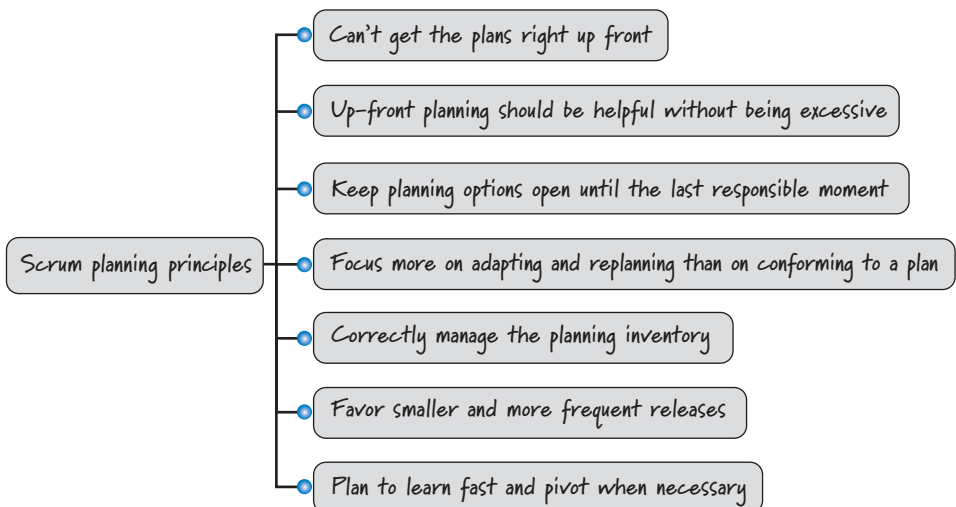 Can't get the plans right up front
Up-front planning should be helpful without being excessive
Keep planning options open until the last responsible moment
Scrum planning principles
Focus more on adapting and replanning than on conforming to a plan
Correctly manage the planning inventory
Favor smaller and more frequent releases
Plan to learn fast and pivot when necessary